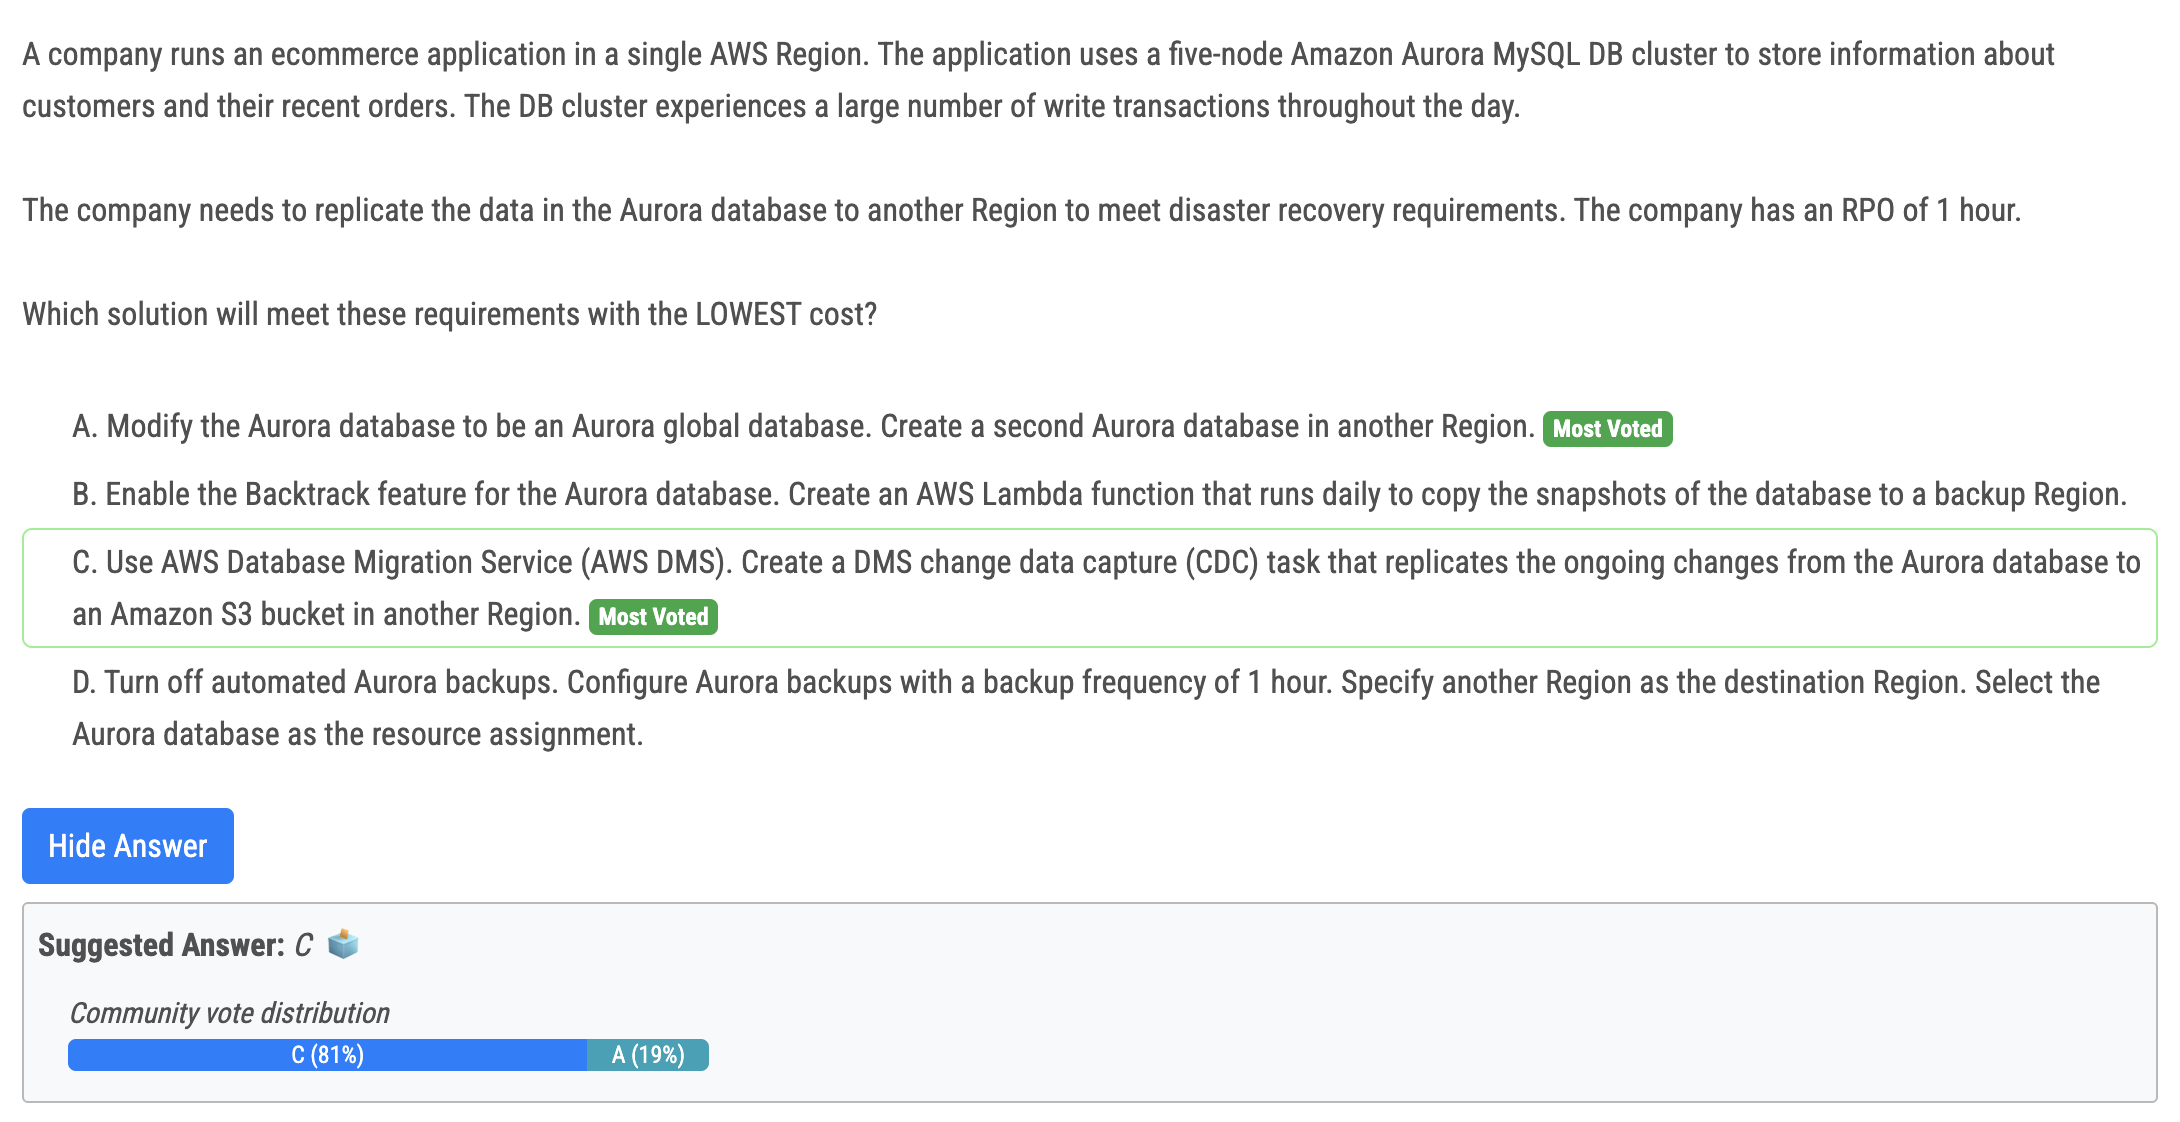 A company runs an ecommerce application in a single AWS Region. The application uses a five-node Amazon Aurora MySQL DB cluster to store information about
customers and their recent orders. The DB cluster experiences a large number of write transactions throughout the day.
The company needs to replicate the data in the Aurora database to another Region to meet disaster recovery requirements. The company has an RPO of 1 hour.
Which solution will meet these requirements with the LOWEST cost?
A. Modify the Aurora database to be an Aurora global database. Create a second Aurora database in another Region. Most Voted
B. Enable the Backtrack feature for the Aurora database. Create an AWS Lambda function that runs daily to copy the snapshots of the database to a backup Region.
C. Use AWS Database Migration Service (AWS DMS). Create a DMS change data capture (CDC) task that replicates the ongoing changes from the Aurora database to
an Amazon S3 bucket in another Region. Most Voted
D. Turn off automated Aurora backups. Configure Aurora backups with a backup frequency of 1 hour. Specify another Region as the destination Region. Select the
Aurora database as the resource assignment.
Hide Answer
Suggested Answer: C
Community vote distribution
C (81%) A (19%)